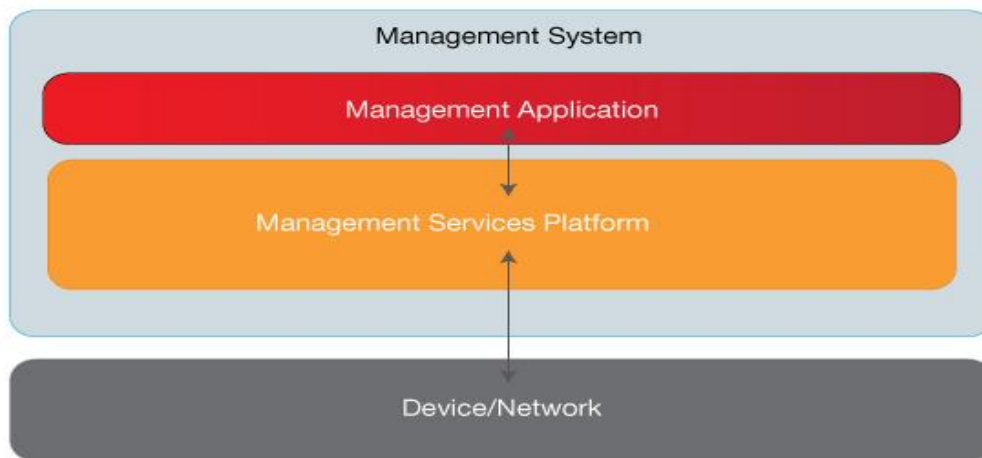 Management System
Management Application
Management Services Platform
Device/Network